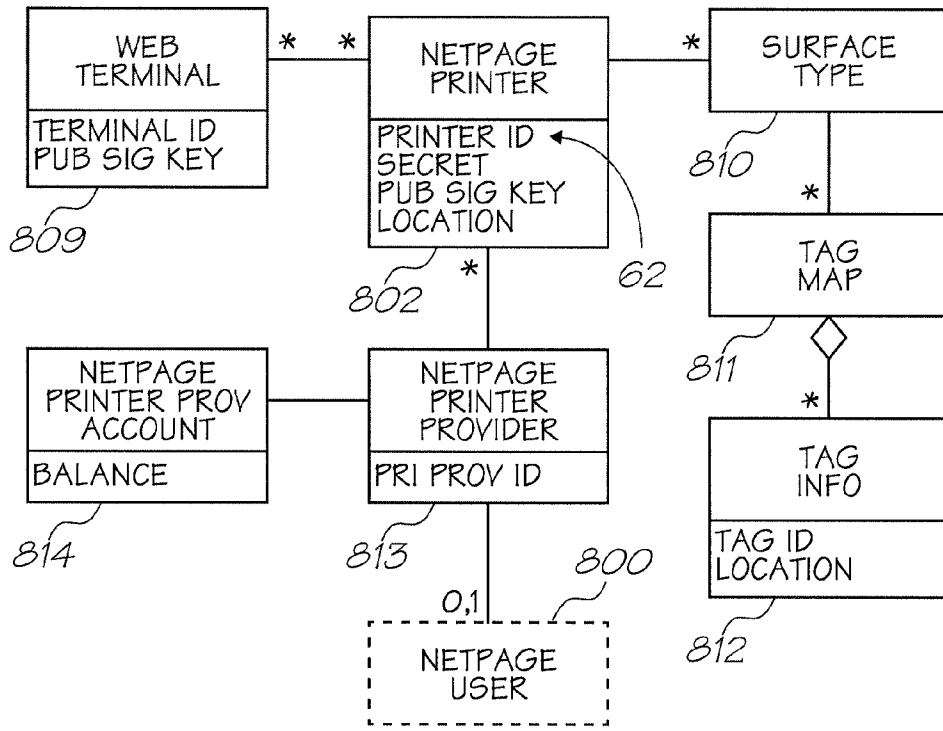 WEB
TERMINAL
TERMINAL ID
PUB SIG KEY
809
*
*
NETPAGE
PRINTER
PRINTER ID
SECRET
PUB SIG KEY
LOCATION
802
62
*
*
SURFACE
TYPE
810
*
TAG
MAP
811
*
TAG
INFO
TAG ID
LOCATION
812
NETPAGE
PRINTER PROV
ACCOUNT
BALANCE
814
NETPAGE
PRINTER
PROVIDER
PRI PROV ID
813
0,1
800
NETPAGE
USER